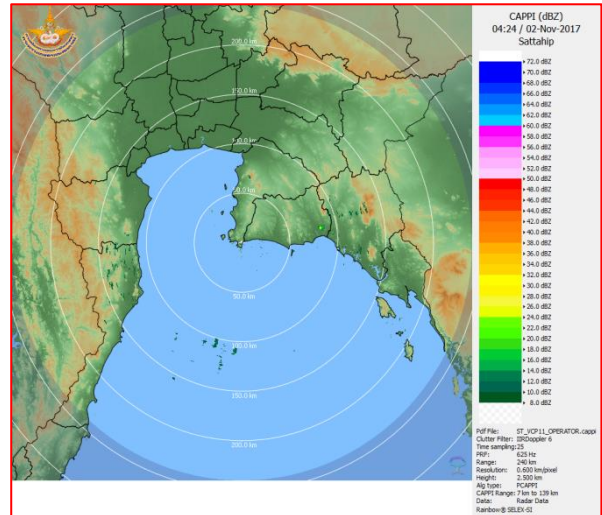 CAPPI (dBZ)
04:24 / 02-Nov-2017
Sattahip
72.0 dBZ
70.0 dBZ
68.0 dBZ
66.0 dBZ
64.0 dBZ
62.0 dBZ
60.0 dBZ
58.0 dBZ
56.0 dBZ
54.0 dBZ
52.0 dBZ
50.0 dBZ
48.0 dBZ
46.0 dBZ
44.0 dBZ
42.0 dBZ
40.0 dBZ
38.0 dBZ
36.0 dBZ
34.0 dBZ
32.0 dBZ
30.0 dBZ
28.0 dBZ
26.0 dBZ
24.0 dBZ
22.0 dBZ
20.0 dBZ
18.0 dBZ
16.0 dBZ
14.0 dBZ
12.0 dBZ
10.0 dBZ
8.0 dBZ
Pdf File: ST_VCP11_OPERATOR.cappi
Clutter Filter: IIRDoppler 6
Time sampling:25
PRF: 625 Hz
Range: 240 km
Resolution: 0.600 km/pixel
Height: 2.500 km
Alg type: PCAPPI
CAPPI Range: 7 km to 139 km
Data: Radar Data
Rainbow® SELEX-SI
200.0 km
150.0 km
100.0 km
50.0 km
50.0 km
100.0 km
150.0 km
200.0 km